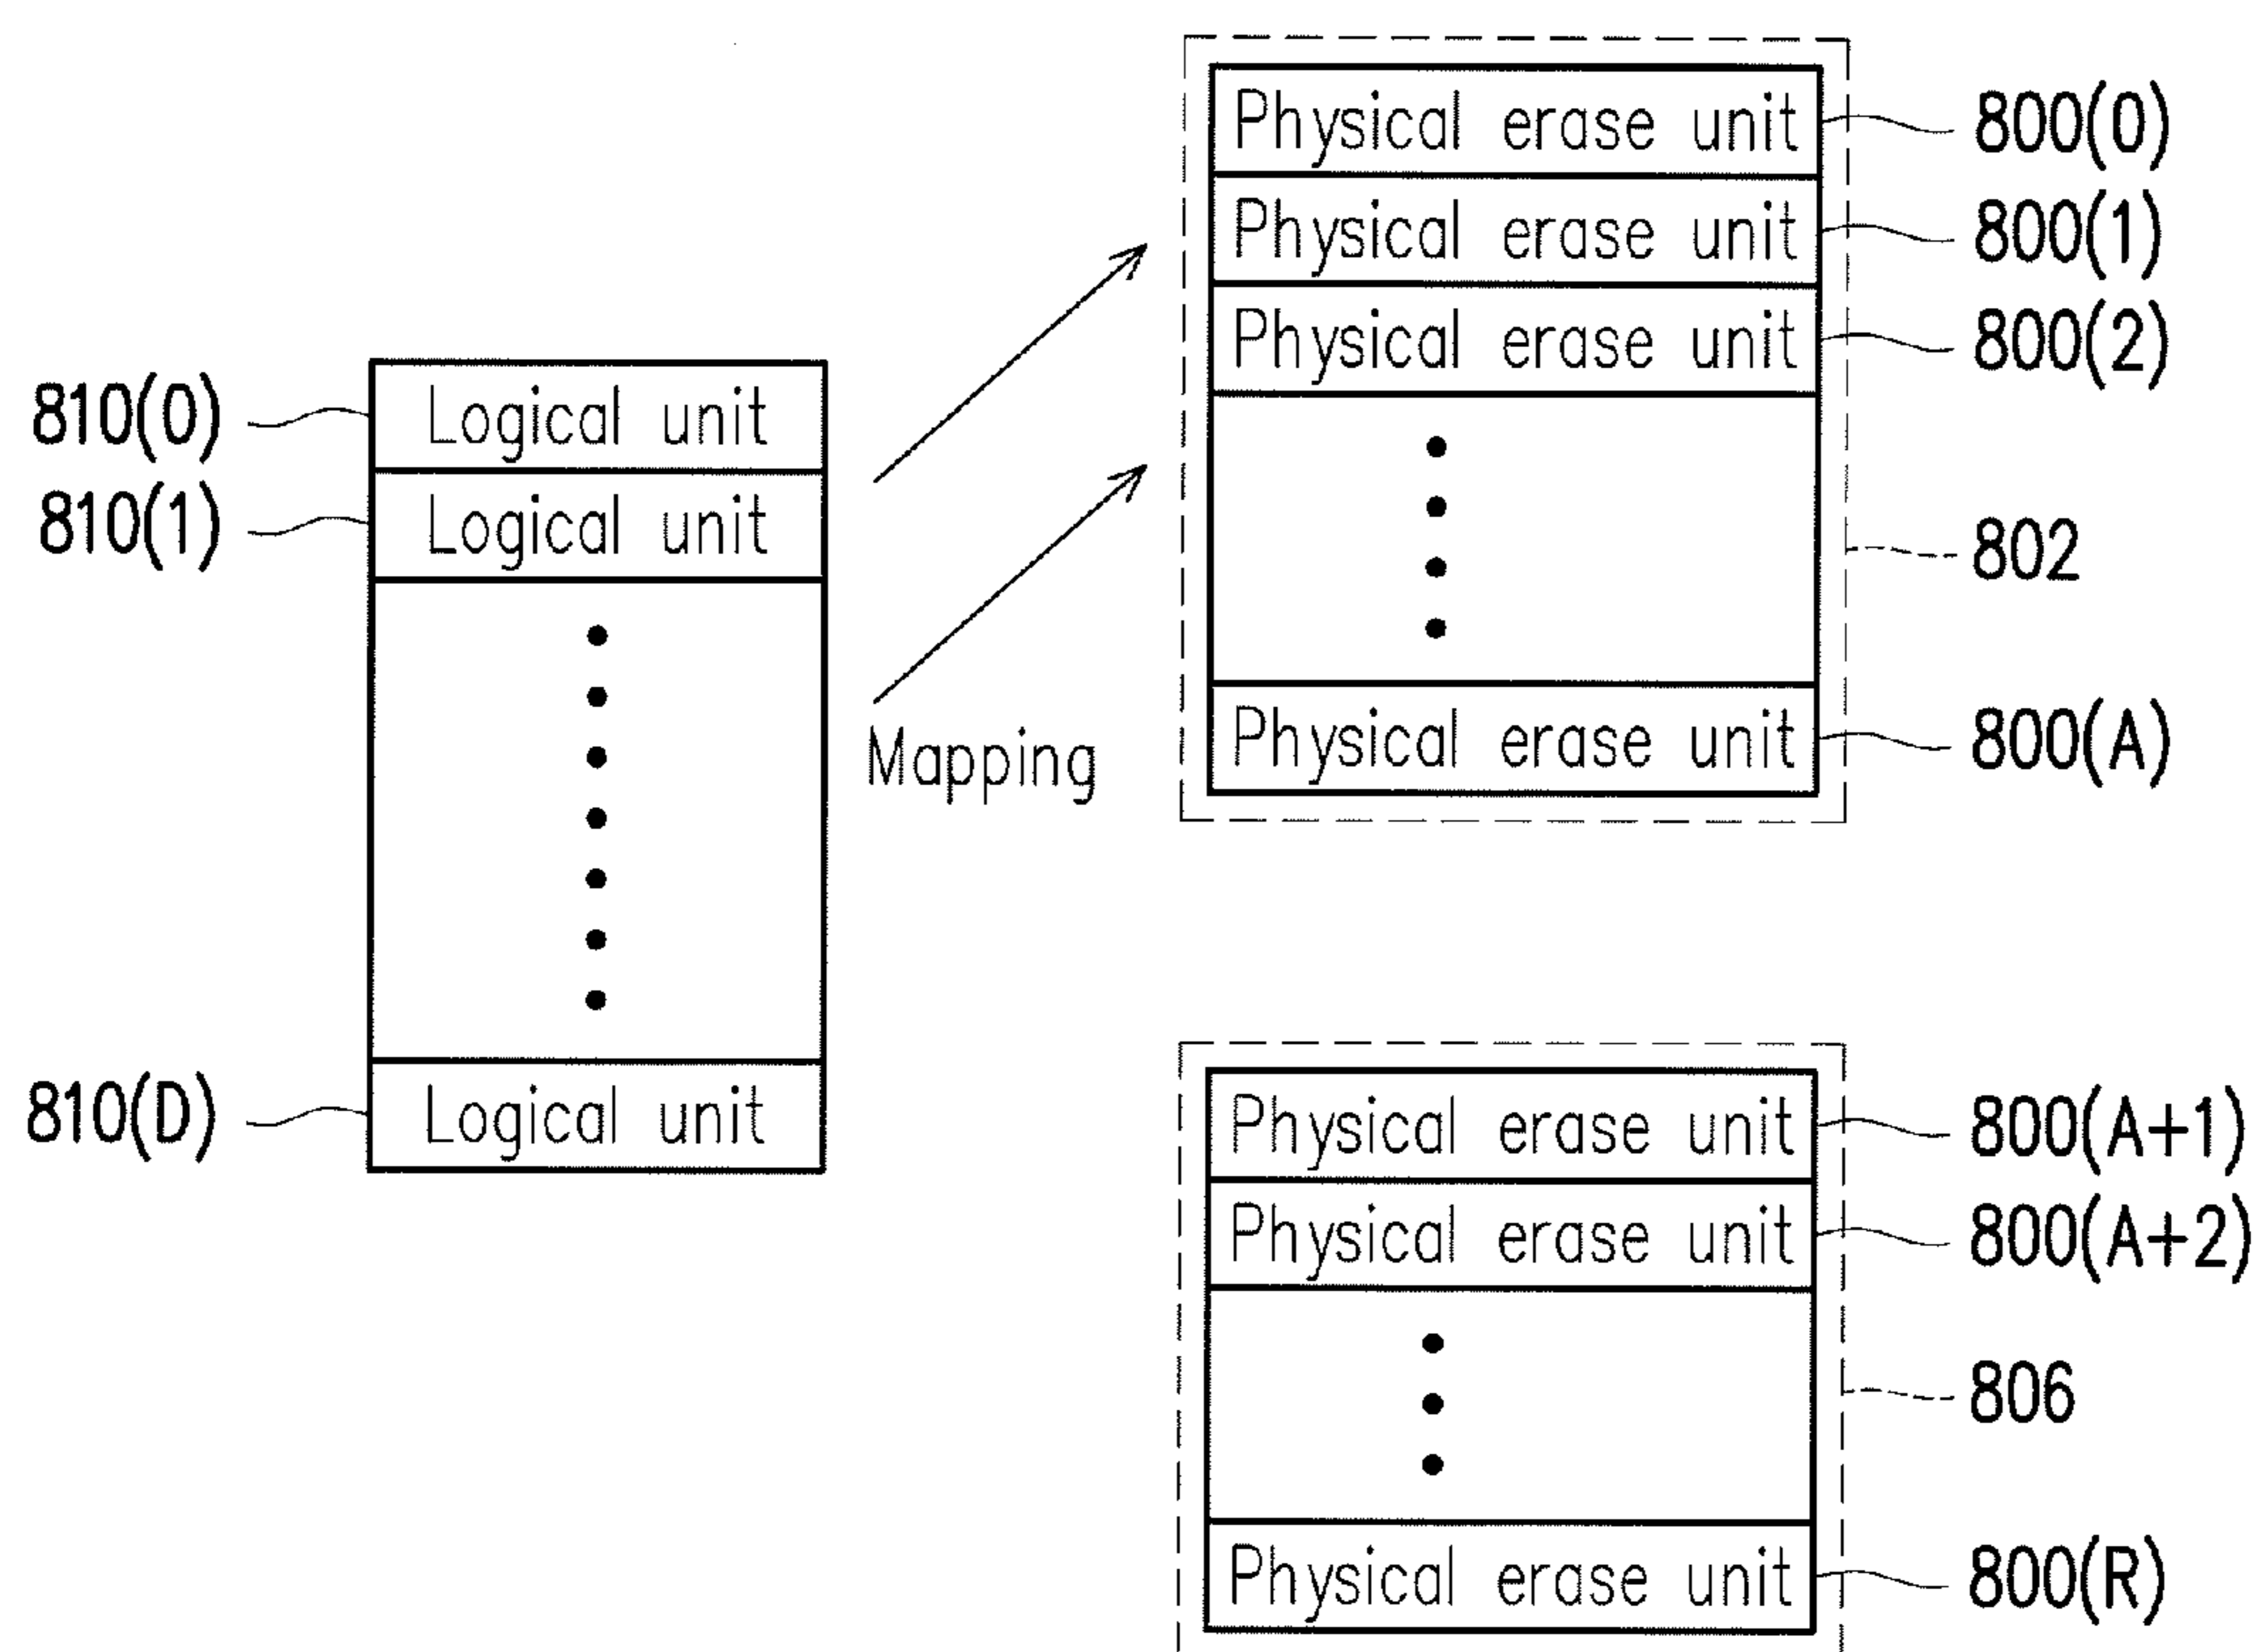 Physical erase unit 800(0)
Physical erase unit 800(1)
Physical erase unit 800(2)
810(0) Logical unit
810(1) Logical unit
802
Physical erase unit 800(A)
Mapping
810(D) Logical unit
Physical erase unit 800(A+1)
Physical erase unit 800(A+2)
806
Physical erase unit 800(R)